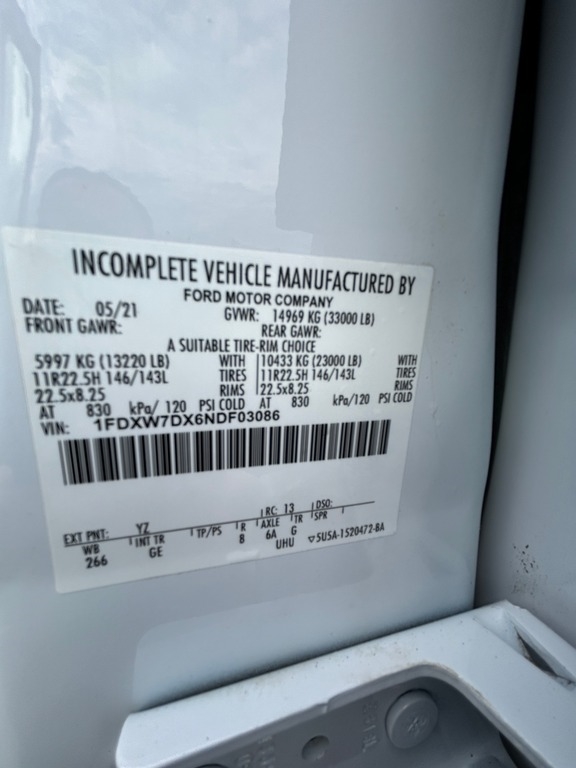 INCOMPLETE VEHICLE MANUFACTURED BY
FORD MOTOR COMPANY
DATE: 05/21 GVWR: 14969 KG (33000 LB)
FRONT GAWR: REAR GAWR:
A SUITABLE TIRE-RIM CHOICE
5997 KG (13220 LB) WITH 10433 KG (23000 LB) WITH
11R22.5H 146/143L TIRES 11R22.5H 146/143L TIRES
22.5x8.25 RIMS 22.5x8.25 RIMS
AT 830 kPa/ 120 PSI COLD AT 830 kPa/120 PSI COLD
VIN: 1FDXW7DX6NDF03086
EXT PNT: YZ RC: 13 DSO:
WB INT TR TP/PS R AXLE TR SPR
266 GE 8 6A G
UHU ▽5U5A-1520472-BA